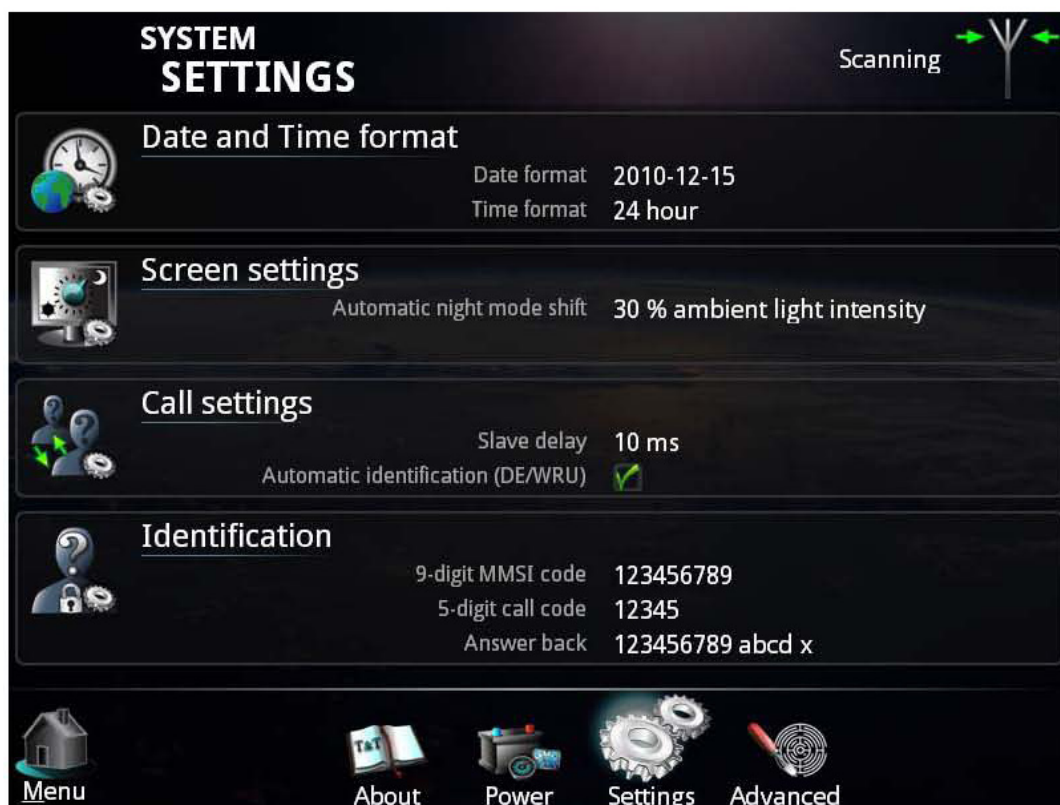 SYSTEM
SETTINGS
Scanning
Date and Time format
Date format 2010-12-15
Time format 24 hour
Screen settings
Automatic night mode shift 30 % ambient light intensity
Call settings
Slave delay 10 ms
Automatic identification (DE/WRU)
Identification
9-digit MMSI code 123456789
5-digit call code 12345
Answer back 123456789 abcd x
T&T
Menu About Power Settings Advanced